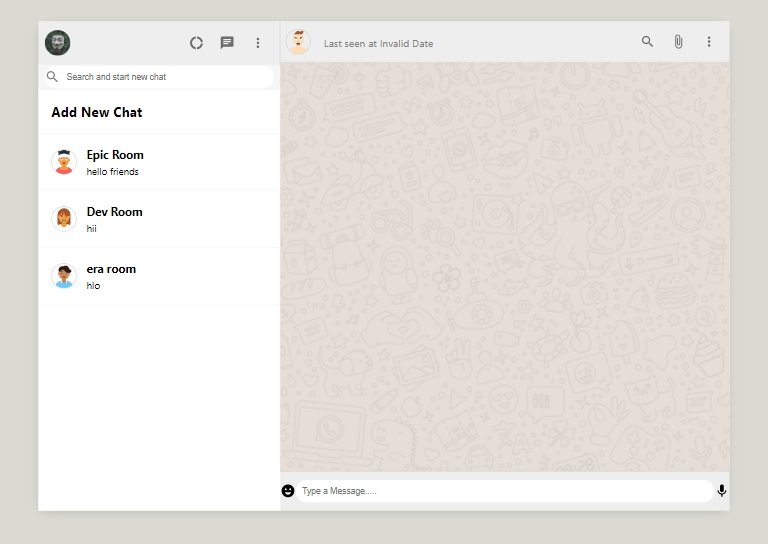 Last seen at Invalid Date
Search and start new chat
Add New Chat
Epic Room
hello friends
Dev Room
hii
era room
hlo
Hi
Type a Message.....